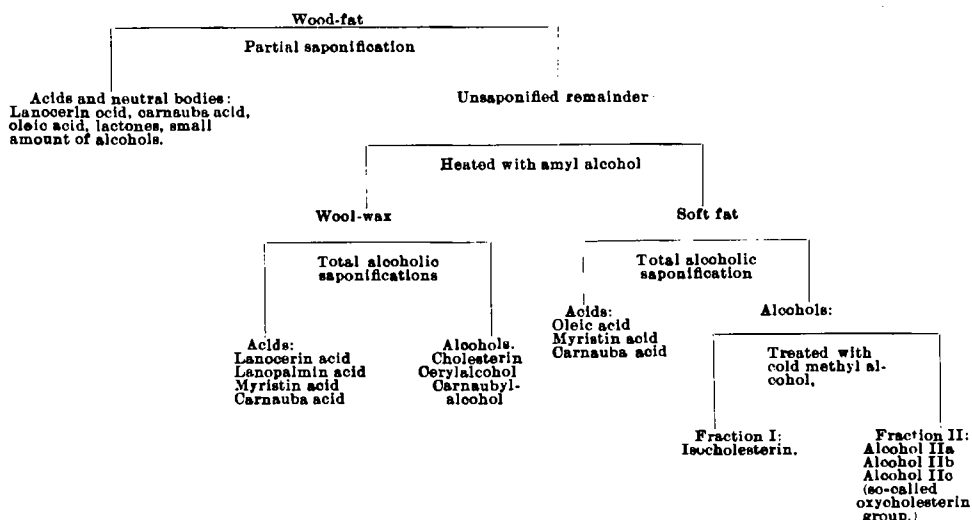 Wood-fat
Partial saponification
Acids and neutral bodies:
Lanocerin ocid, carnauba acid,
oleic acid, lactones, small
amount of alcohols.
Unsaponified remainder
Heated with amyl alcohol
Wool-wax
Soft fat
Total alcoholic
saponifications
Total alcoholic
saponification
Acids:
Lanocerin acid
Lanopalmin acid
Myristin acid
Carnauba acid
Alcohols.
Cholesterin
Cerylalcohol
Carnaubyl-
alcohol
Acids:
Oleic acid
Myristin acid
Carnauba acid
Alcohols:
Treated with
cold methyl al-
cohol,
Fraction I:
Isocholesterin.
Fraction II:
Alcohol IIa
Alcohol IIb
Alcohol IIc
(so-called
oxycholesterin
group.)